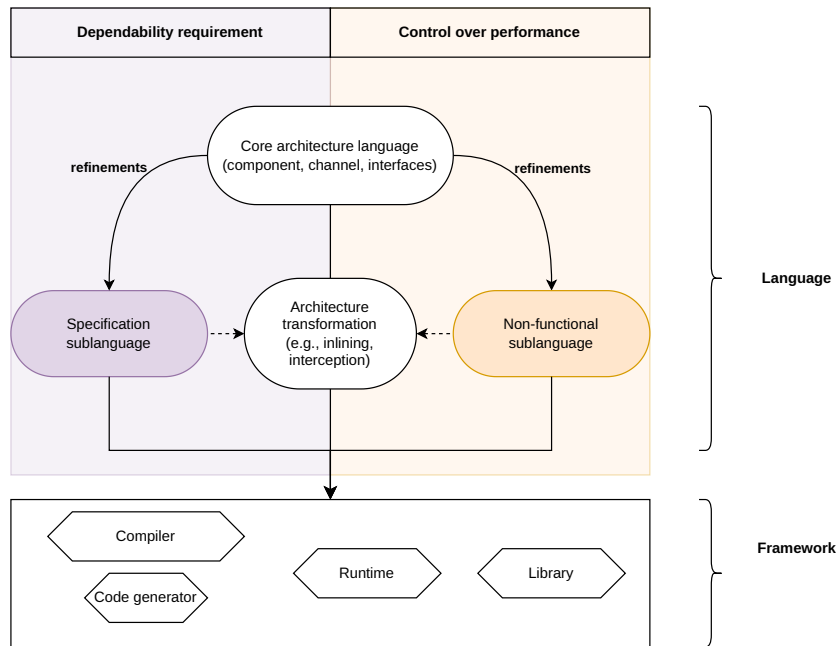 Dependability requirement
Control over performance
Core architecture language
(component, channel, interfaces)
refinements
refinements
Language
Specification
sublanguage
Architecture
transformation
(e.g., inlining,
interception)
Non-functional
sublanguage
Compiler
Code generator
Runtime
Library
Framework